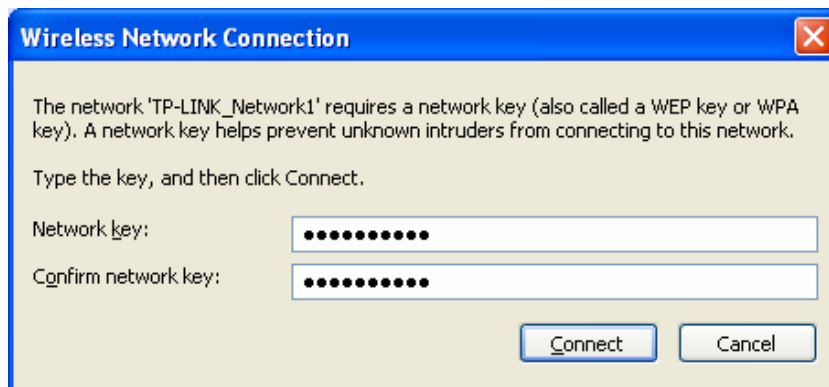 Wireless Network Connection
The network 'TP-LINK_Network1' requires a network key (also called a WEP key or WPA
key). A network key helps prevent unknown intruders from connecting to this network.
Type the key, and then click Connect.
Network key: ●●●●●●●●●●
Confirm network key: ●●●●●●●●●●
Connect Cancel